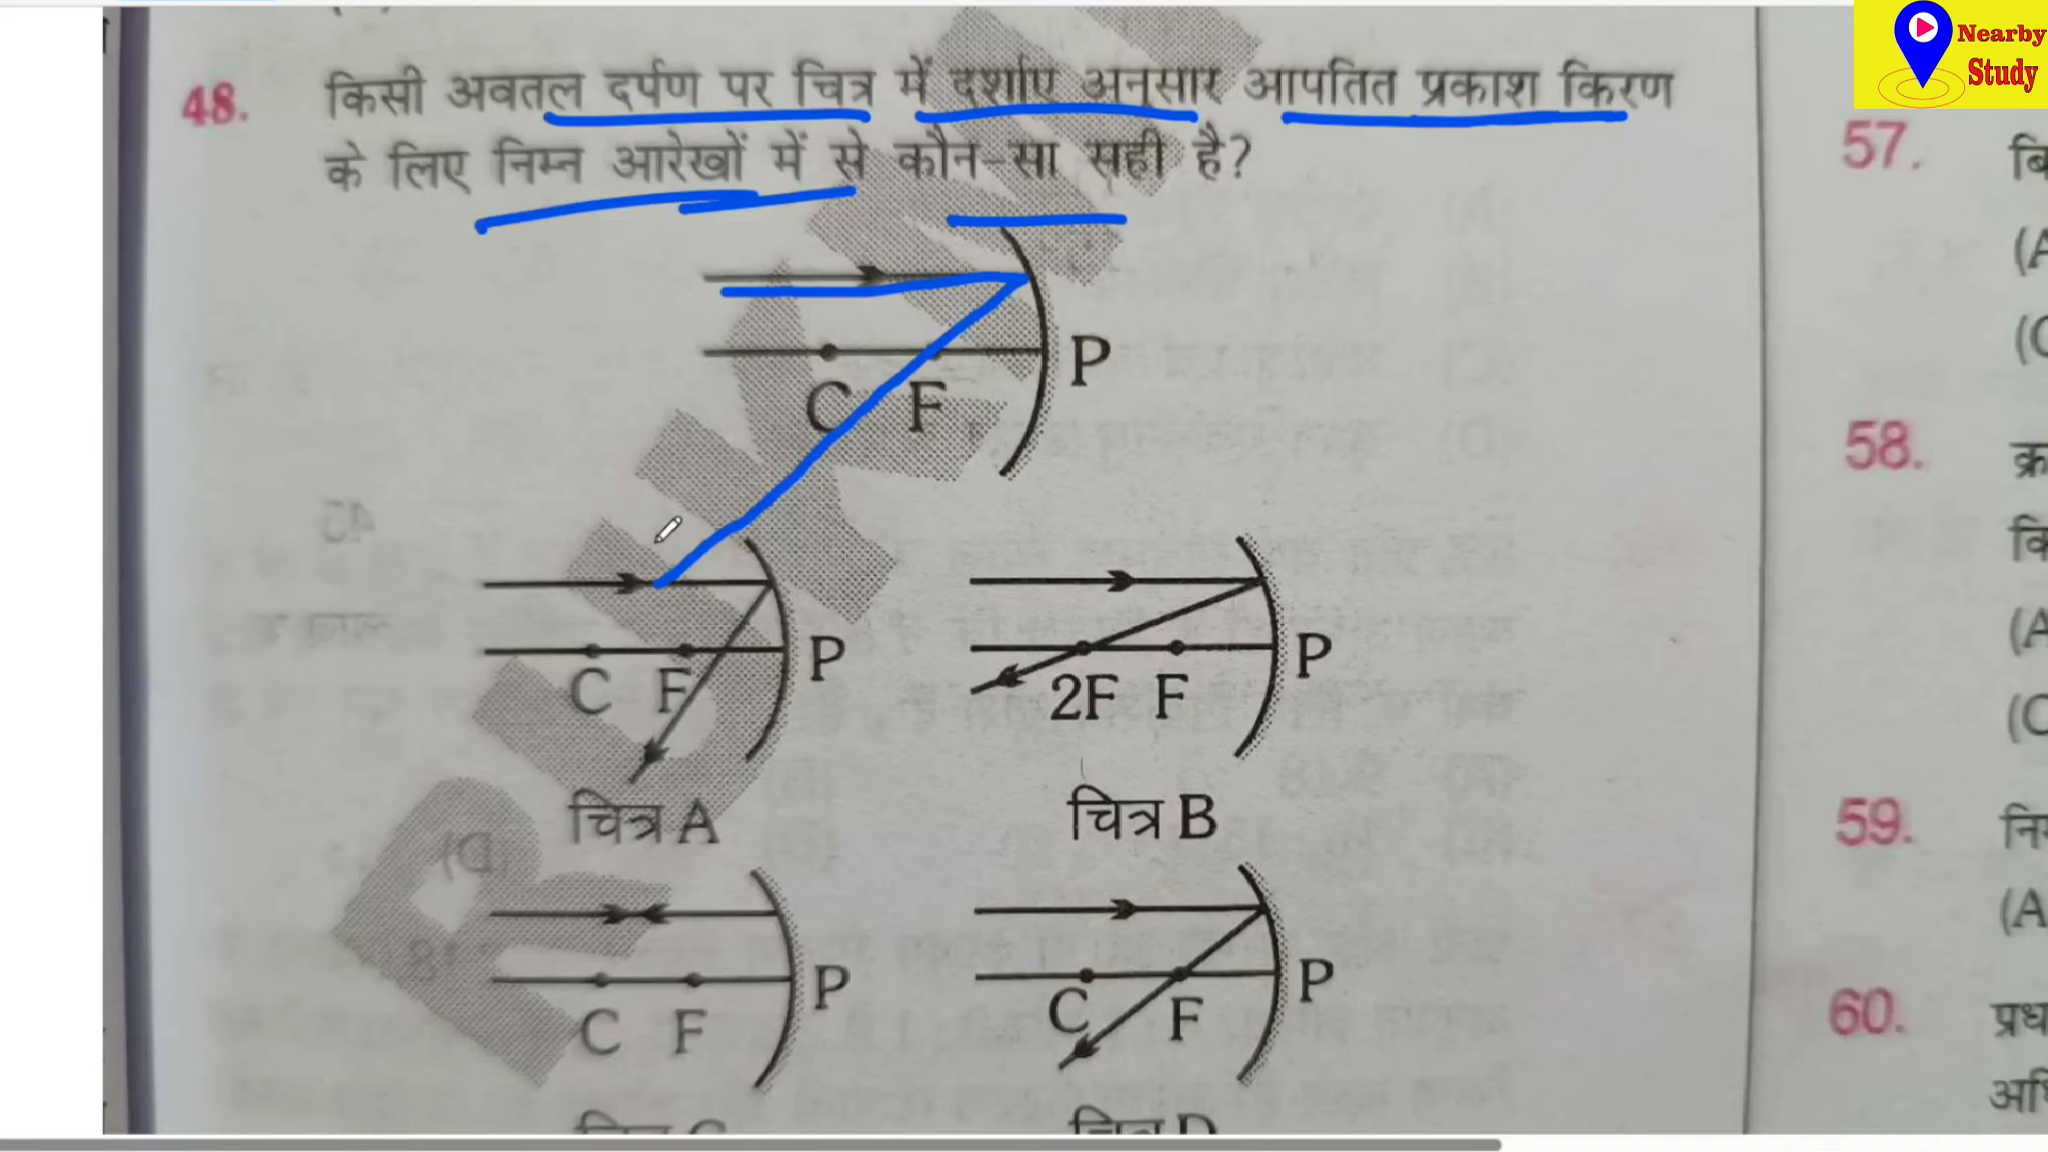 Nearby
Study
48. किसी अवतल दर्पण पर चित्र में दर्शाए अनुसार आपतित प्रकाश किरण
के लिए निम्न आरेखों में से कौन-सा सही है?
C F P
C F P
2F F P
चित्र A
चित्र B
C F P
C F P
57.
(A
58.
(A
59.
(A
60.